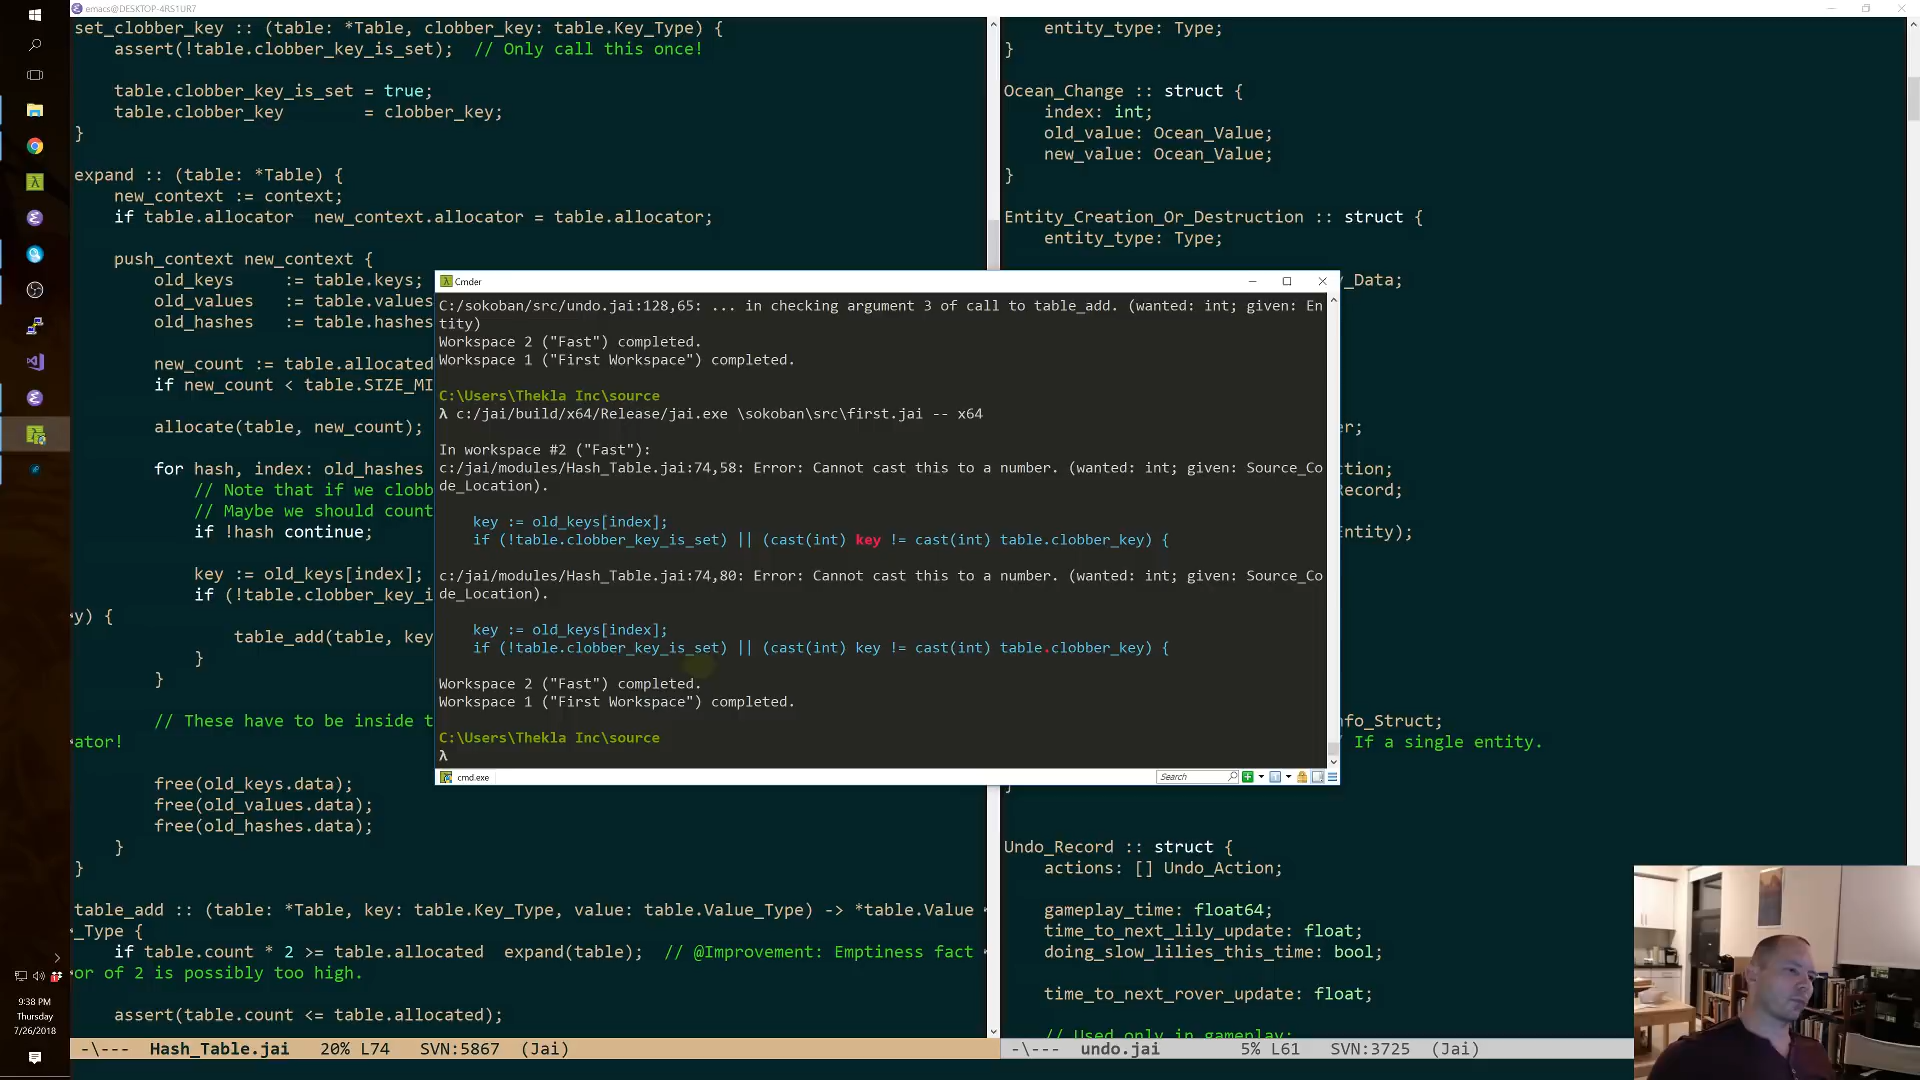 emacs@DESKTOP-4RS1UR7
set_clobber_key :: (table: *Table, clobber_key: table.Key_Type) {
assert(!table.clobber_key_is_set);  // Only call this once!
table.clobber_key_is_set = true;
table.clobber_key        = clobber_key;
}
expand :: (table: *Table) {
new_context := context;
if table.allocator  new_context.allocator = table.allocator;
push_context new_context {
old_keys    := table.keys;
old_values  := table.values
old_hashes  := table.hashes
new_count := table.allocated
if new_count < table.SIZE_MI
allocate(table, new_count);
for hash, index: old_hashes
// Note that if we clobb
// Maybe we should count
if !hash continue;
key := old_keys[index];
if (!table.clobber_key_i
y) {
table_add(table, key
}
}
// These have to be inside t
ator!
free(old_keys.data);
free(old_values.data);
free(old_hashes.data);
}
}
table_add :: (table: *Table, key: table.Key_Type, value: table.Value_Type) -> *table.Value
_Type {
if table.count * 2 >= table.allocated  expand(table);  // @Improvement: Emptiness fact
or of 2 is possibly too high.
assert(table.count <= table.allocated);
-\---  Hash_Table.jai   20% L74   SVN:5867  (Jai)
Cmder
C:/sokoban/src/undo.jai:128,65: ... in checking argument 3 of call to table_add. (wanted: int; given: En
tity)
Workspace 2 ("Fast") completed.
Workspace 1 ("First Workspace") completed.
C:\Users\Thekla Inc\source
λ c:/jai/build/x64/Release/jai.exe \sokoban\src\first.jai -- x64
In workspace #2 ("Fast"):
c:/jai/modules/Hash_Table.jai:74,58: Error: Cannot cast this to a number. (wanted: int; given: Source_Co
de_Location).
key := old_keys[index];
if (!table.clobber_key_is_set) || (cast(int) key != cast(int) table.clobber_key) {
c:/jai/modules/Hash_Table.jai:74,80: Error: Cannot cast this to a number. (wanted: int; given: Source_Co
de_Location).
key := old_keys[index];
if (!table.clobber_key_is_set) || (cast(int) key != cast(int) table.clobber_key) {
Workspace 2 ("Fast") completed.
Workspace 1 ("First Workspace") completed.
C:\Users\Thekla Inc\source
λ
cmd.exe
Search
entity_type: Type;
}
Ocean_Change :: struct {
index: int;
old_value: Ocean_Value;
new_value: Ocean_Value;
}
Entity_Creation_Or_Destruction :: struct {
entity_type: Type;
y_Data;
er;
ction;
Record;
Entity);
nfo_Struct;
// If a single entity.
}
Undo_Record :: struct {
actions: [] Undo_Action;
gameplay_time: float64;
time_to_next_lily_update: float;
doing_slow_lilies_this_time: bool;
time_to_next_rover_update: float;
// Used only in gameplay:
-\---  undo.jai       5% L61   SVN:3725  (Jai)
9:38 PM
Thursday
7/26/2018